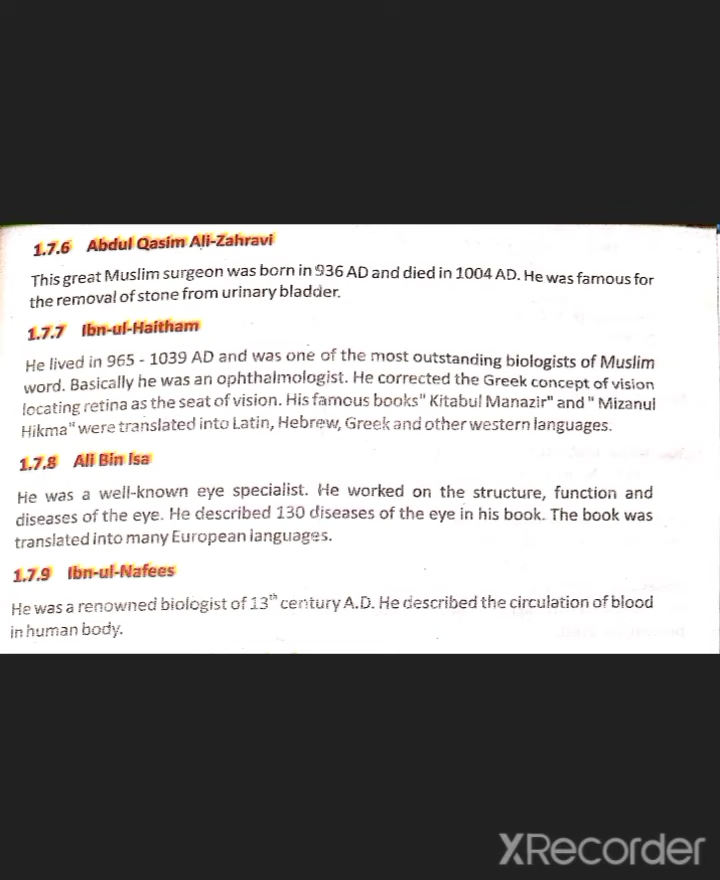 1.7.6 Abdul Qasim Ali-Zahravi
This great Muslim surgeon was born in 936 AD and died in 1004 AD. He was famous for
the removal of stone from urinary bladder.
1.7.7 Ibn-ul-Haitham
He lived in 965 - 1039 AD and was one of the most outstanding biologists of Muslim
word. Basically he was an ophthalmologist. He corrected the Greek concept of vision
locating retina as the seat of vision. His famous books" Kitabul Manazir" and " Mizanul
Hikma" were translated into Latin, Hebrew, Greek and other western languages.
1.7.8 Ali Bin Isa
He was a well-known eye specialist. He worked on the structure, function and
diseases of the eye. He described 130 diseases of the eye in his book. The book was
translated into many European languages.
1.7.9 Ibn-ul-Nafees
He was a renowned biologist of 13th century A.D. He described the circulation of blood
in human body.
XRecorder